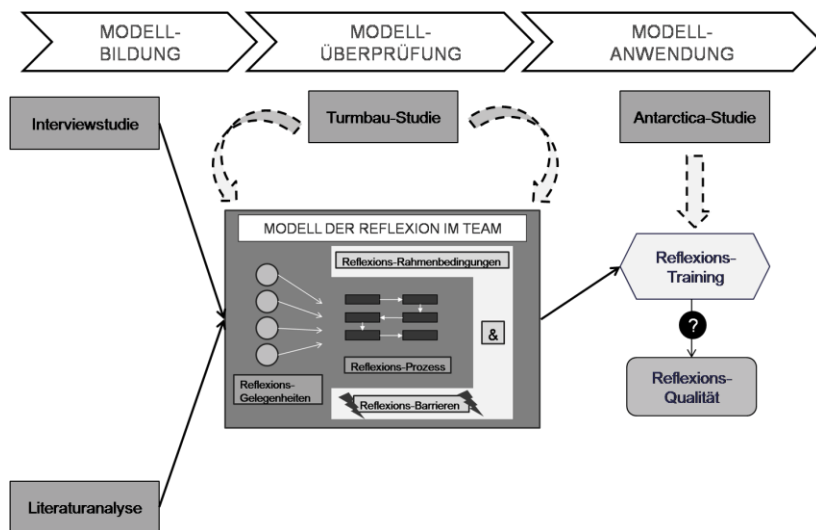 MODELL-
BILDUNG
MODELL-
ÜBERPRÜFUNG
MODELL-
ANWENDUNG
Interviewstudie
Turmbau-Studie
Antarctica-Studie
MODELL DER REFLEXION IM TEAM
Reflexions-Rahmenbedingungen
Reflexions-
Training
&
?
Reflexions-Prozess
Reflexions-
Gelegenheiten
Reflexions-Barrieren
Reflexions-
Qualität
Literaturanalyse